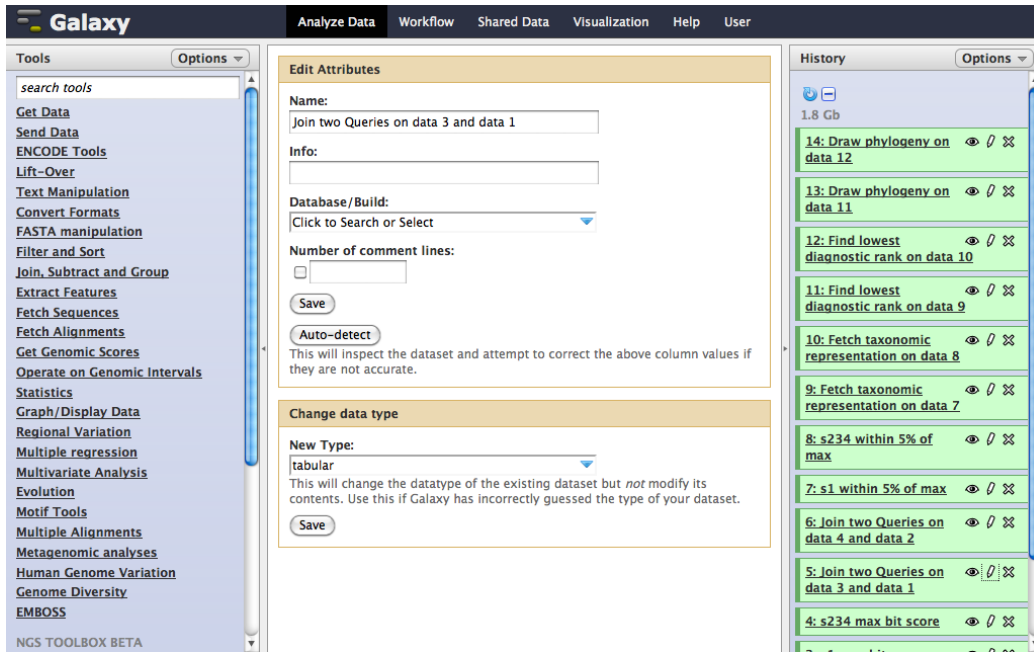 Galaxy
Analyze Data Workflow Shared Data Visualization Help User
Tools Options
search tools
Get Data
Send Data
ENCODE Tools
Lift-Over
Text Manipulation
Convert Formats
FASTA manipulation
Filter and Sort
Join, Subtract and Group
Extract Features
Fetch Sequences
Fetch Alignments
Get Genomic Scores
Operate on Genomic Intervals
Statistics
Graph/Display Data
Regional Variation
Multiple regression
Multivariate Analysis
Evolution
Motif Tools
Multiple Alignments
Metagenomic analyses
Human Genome Variation
Genome Diversity
EMBOSS
NGS TOOLBOX BETA
Edit Attributes
Name:
Join two Queries on data 3 and data 1
Info:
Database/Build:
Click to Search or Select
Number of comment lines:
Save
Auto-detect
This will inspect the dataset and attempt to correct the above column values if
they are not accurate.
Change data type
New Type:
tabular
This will change the datatype of the existing dataset but not modify its
contents. Use this if Galaxy has incorrectly guessed the type of your dataset.
Save
History Options
1.8 Gb
14: Draw phylogeny on
data 12
13: Draw phylogeny on
data 11
12: Find lowest
diagnostic rank on data 10
11: Find lowest
diagnostic rank on data 9
10: Fetch taxonomic
representation on data 8
9: Fetch taxonomic
representation on data 7
8: s234 within 5% of
max
7: s1 within 5% of max
6: Join two Queries on
data 4 and data 2
5: Join two Queries on
data 3 and data 1
4: s234 max bit score